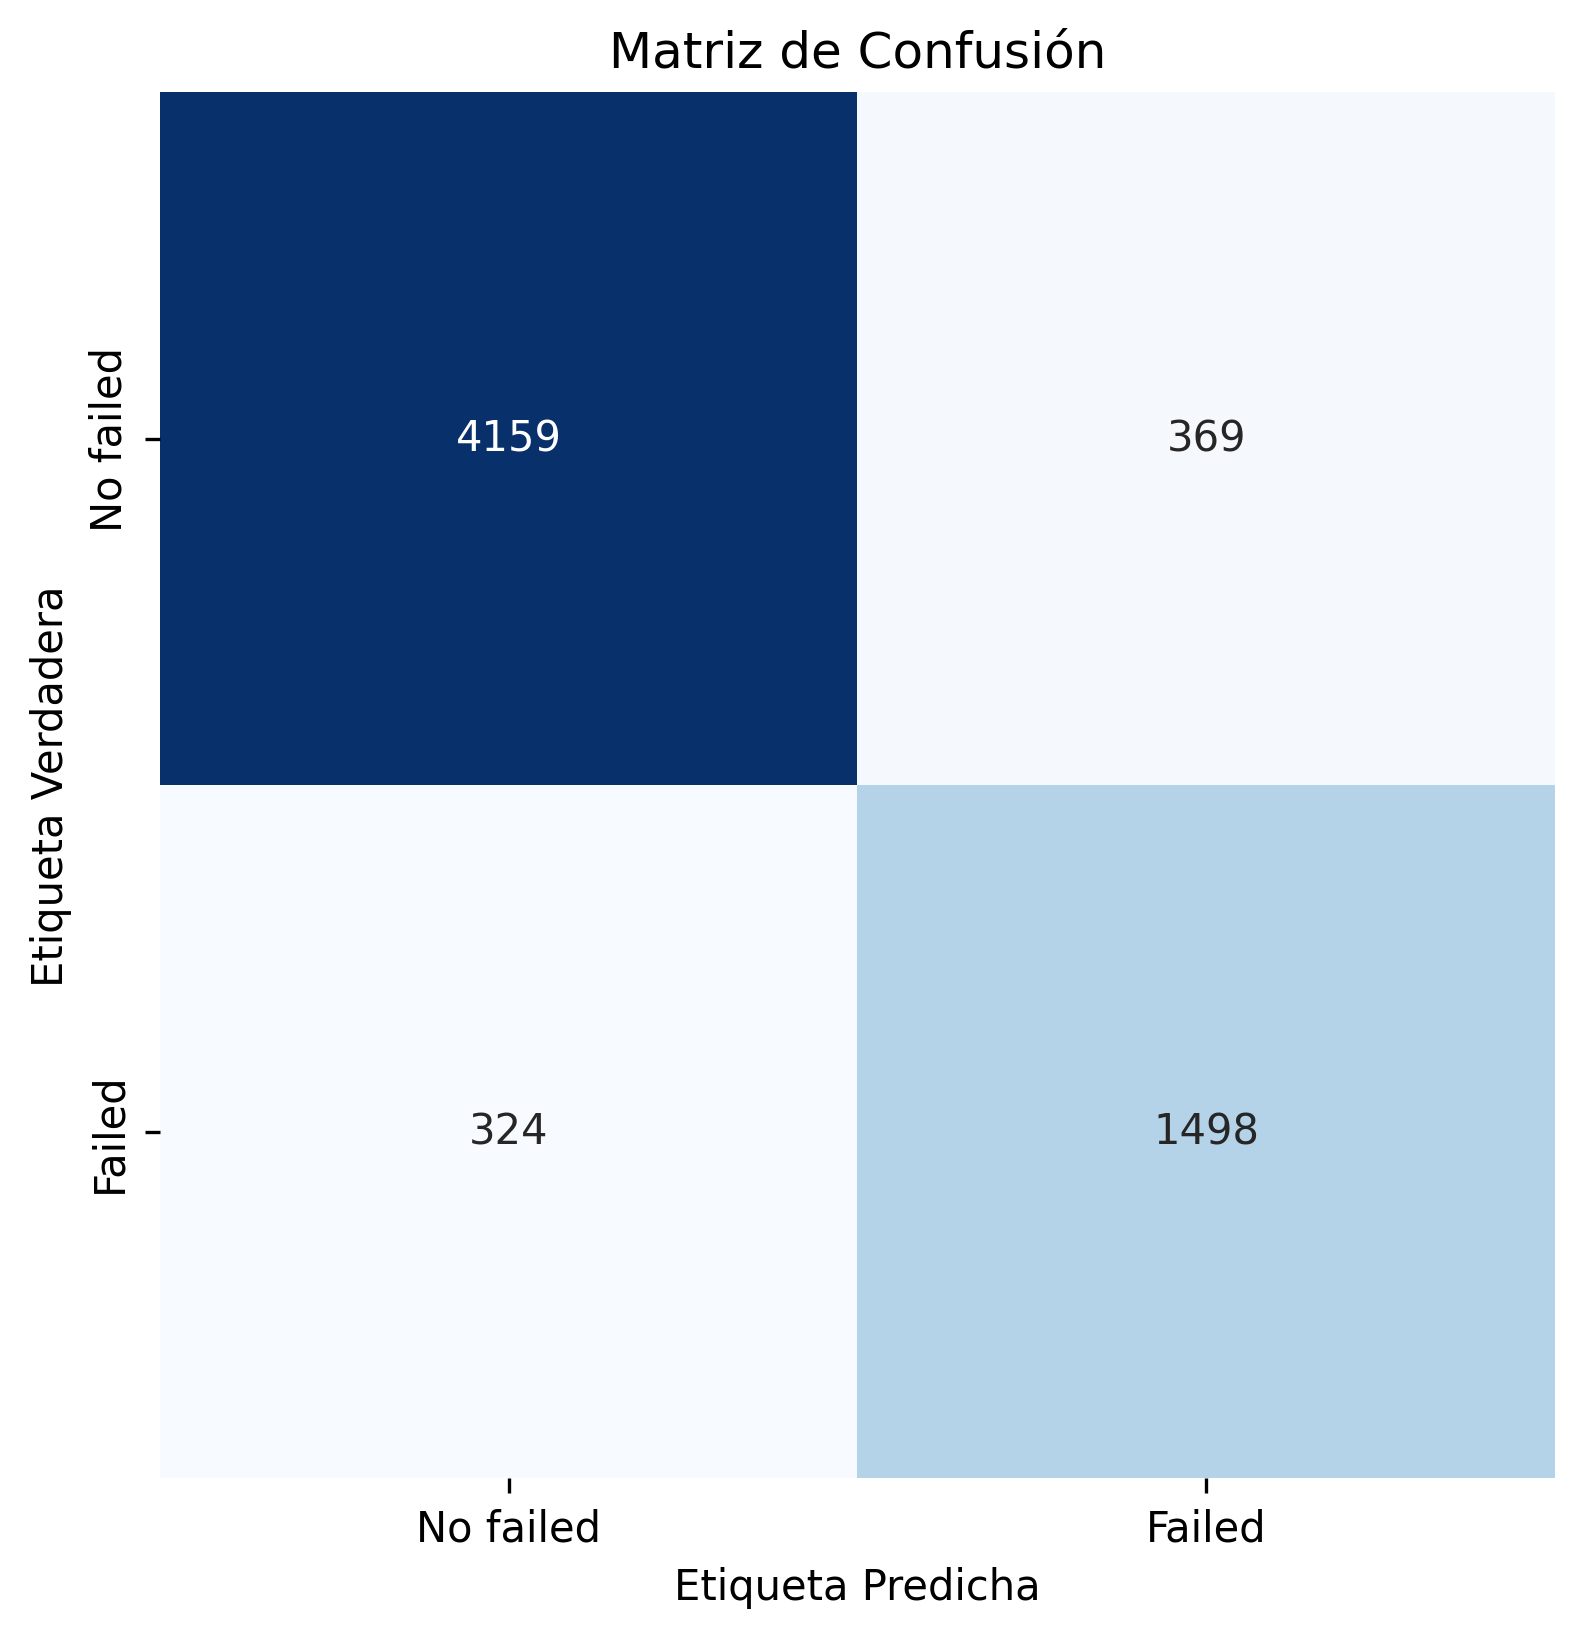 Matriz de Confusión
Etiqueta Verdadera
No failed
4159
369
Failed
324
1498
No failed
Failed
Etiqueta Predicha